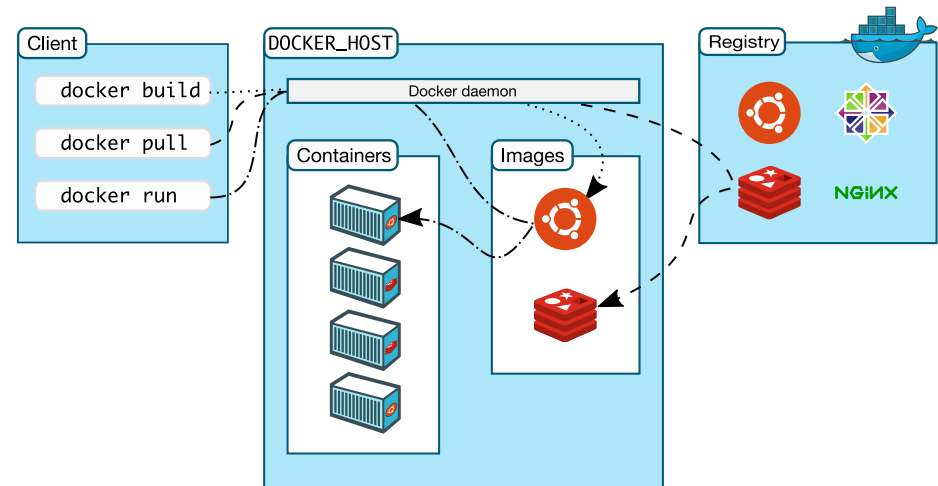 Client
docker build
docker pull
docker run
DOCKER_HOST
Docker daemon
Containers
Images
Registry
NGiNX